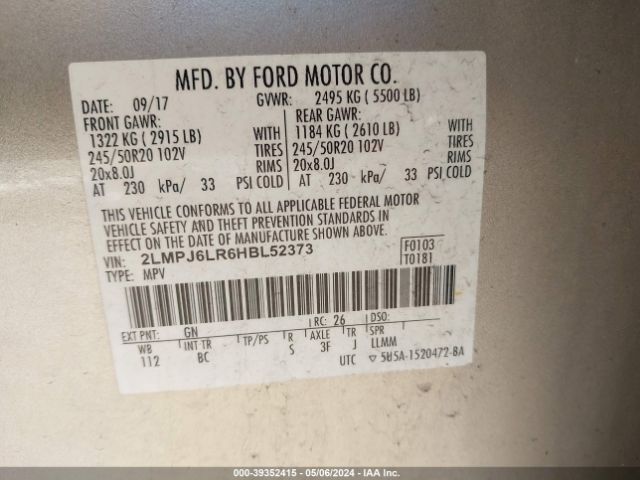 MFD. BY FORD MOTOR CO.
DATE: 09/17 GVWR: 2495 KG ( 5500 LB)
FRONT GAWR: REAR GAWR:
1322 KG ( 2915 LB) WITH 1184 KG ( 2610 LB) WITH
245/50R20 102V TIRES 245/50R20 102V TIRES
20x8.0J RIMS 20x8.0J RIMS
AT 230 kPa/ 33 PSI COLD AT 230 kPa/ 33 PSI COLD
THIS VEHICLE CONFORMS TO ALL APPLICABLE FEDERAL MOTOR
VEHICLE SAFETY AND THEFT PREVENTION STANDARDS IN
EFFECT ON THE DATE OF MANUFACTURE SHOWN ABOVE.
VIN: 2LMPJ6LR6HBL52373 F0103
TYPE: MPV T0181
EXT PNT: GN RC: 26 DSO:
WB INT TR TP/PS R AXLE TR SPR
112 BC S 3F J LLMM
UTC 5U5A-1520472-BA
000-39352415 - 05/06/2024 - IAA Inc.